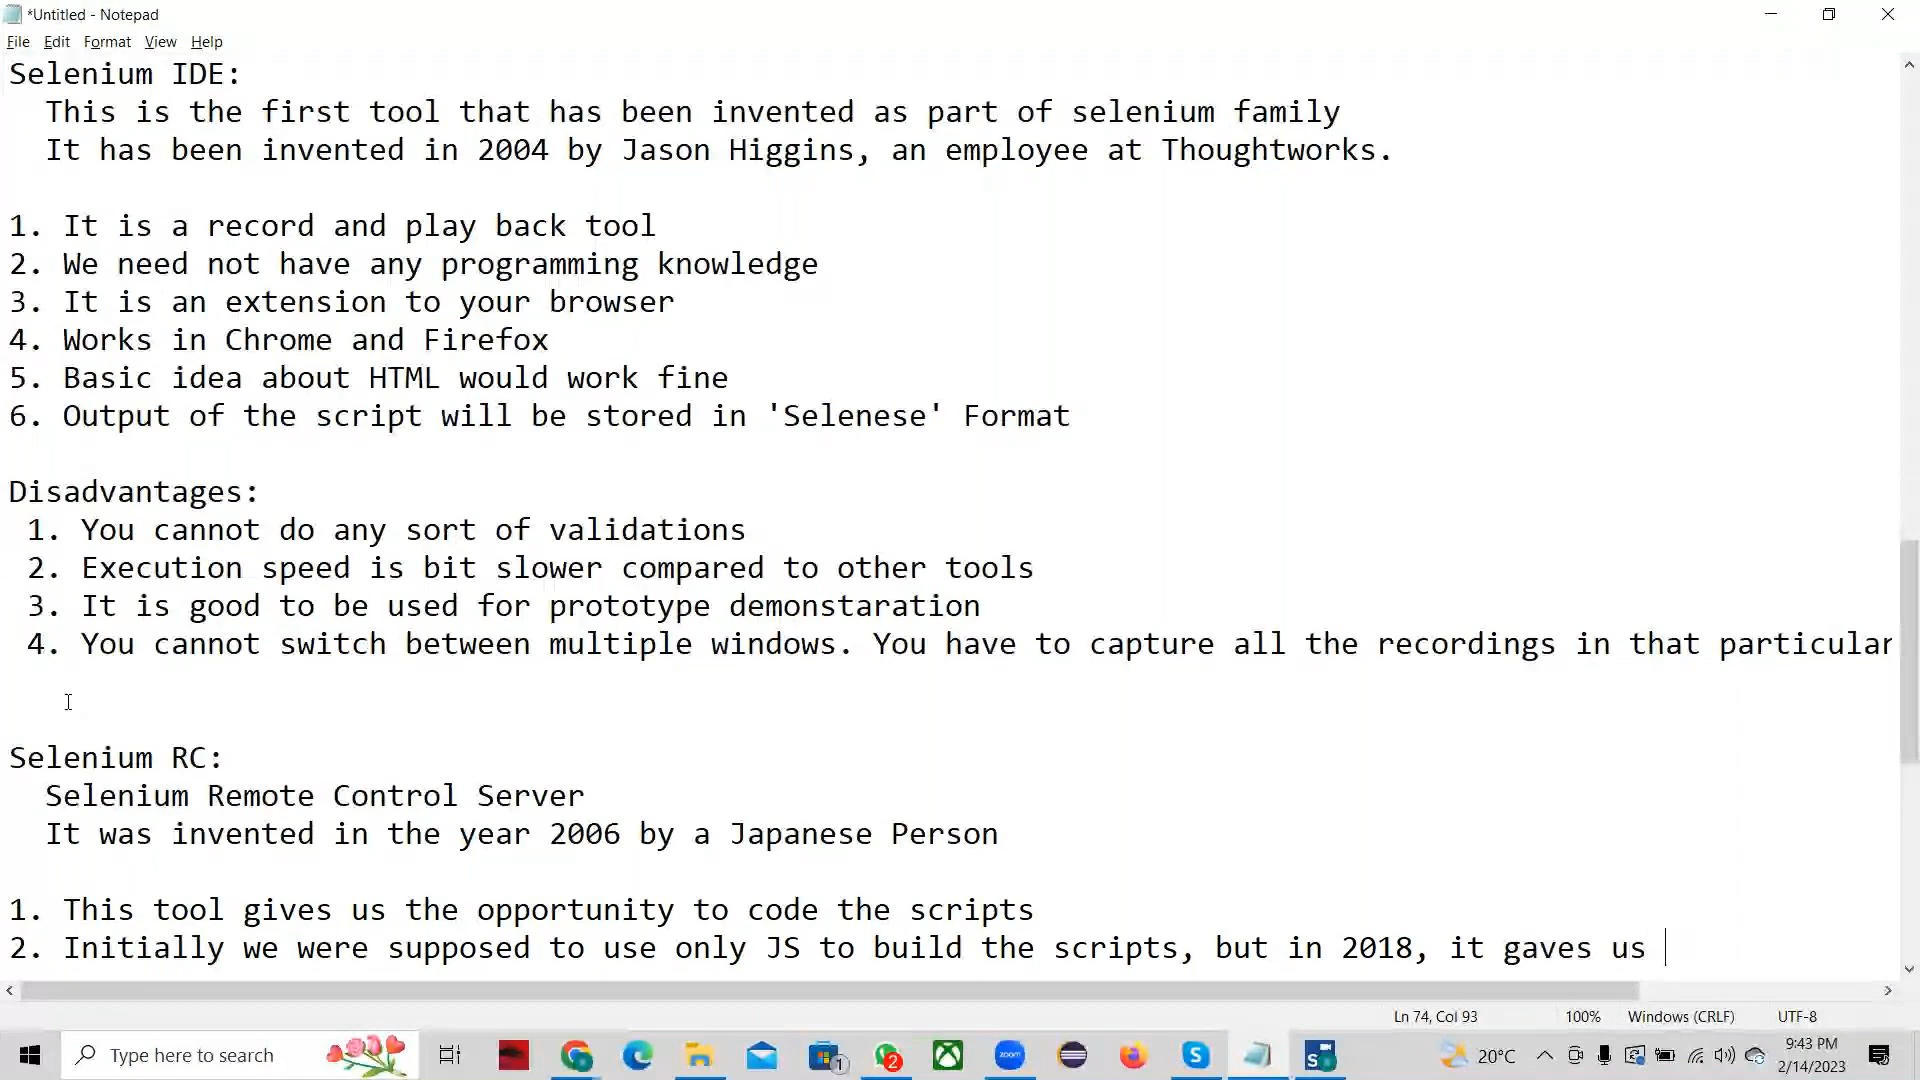 *Untitled - Notepad
File Edit Format View Help
Selenium IDE:
This is the first tool that has been invented as part of selenium family
It has been invented in 2004 by Jason Higgins, an employee at Thoughtworks.
1. It is a record and play back tool
2. We need not have any programming knowledge
3. It is an extension to your browser
4. Works in Chrome and Firefox
5. Basic idea about HTML would work fine
6. Output of the script will be stored in 'Selenese' Format
Disadvantages:
1. You cannot do any sort of validations
2. Execution speed is bit slower compared to other tools
3. It is good to be used for prototype demonstaration
4. You cannot switch between multiple windows. You have to capture all the recordings in that particular
Selenium RC:
Selenium Remote Control Server
It was invented in the year 2006 by a Japanese Person
1. This tool gives us the opportunity to code the scripts
2. Initially we were supposed to use only JS to build the scripts, but in 2018, it gaves us
Ln 74, Col 93 100% Windows (CRLF) UTF-8
Type here to search 1 2 zoom S S 20°C 9:43 PM
2/14/2023